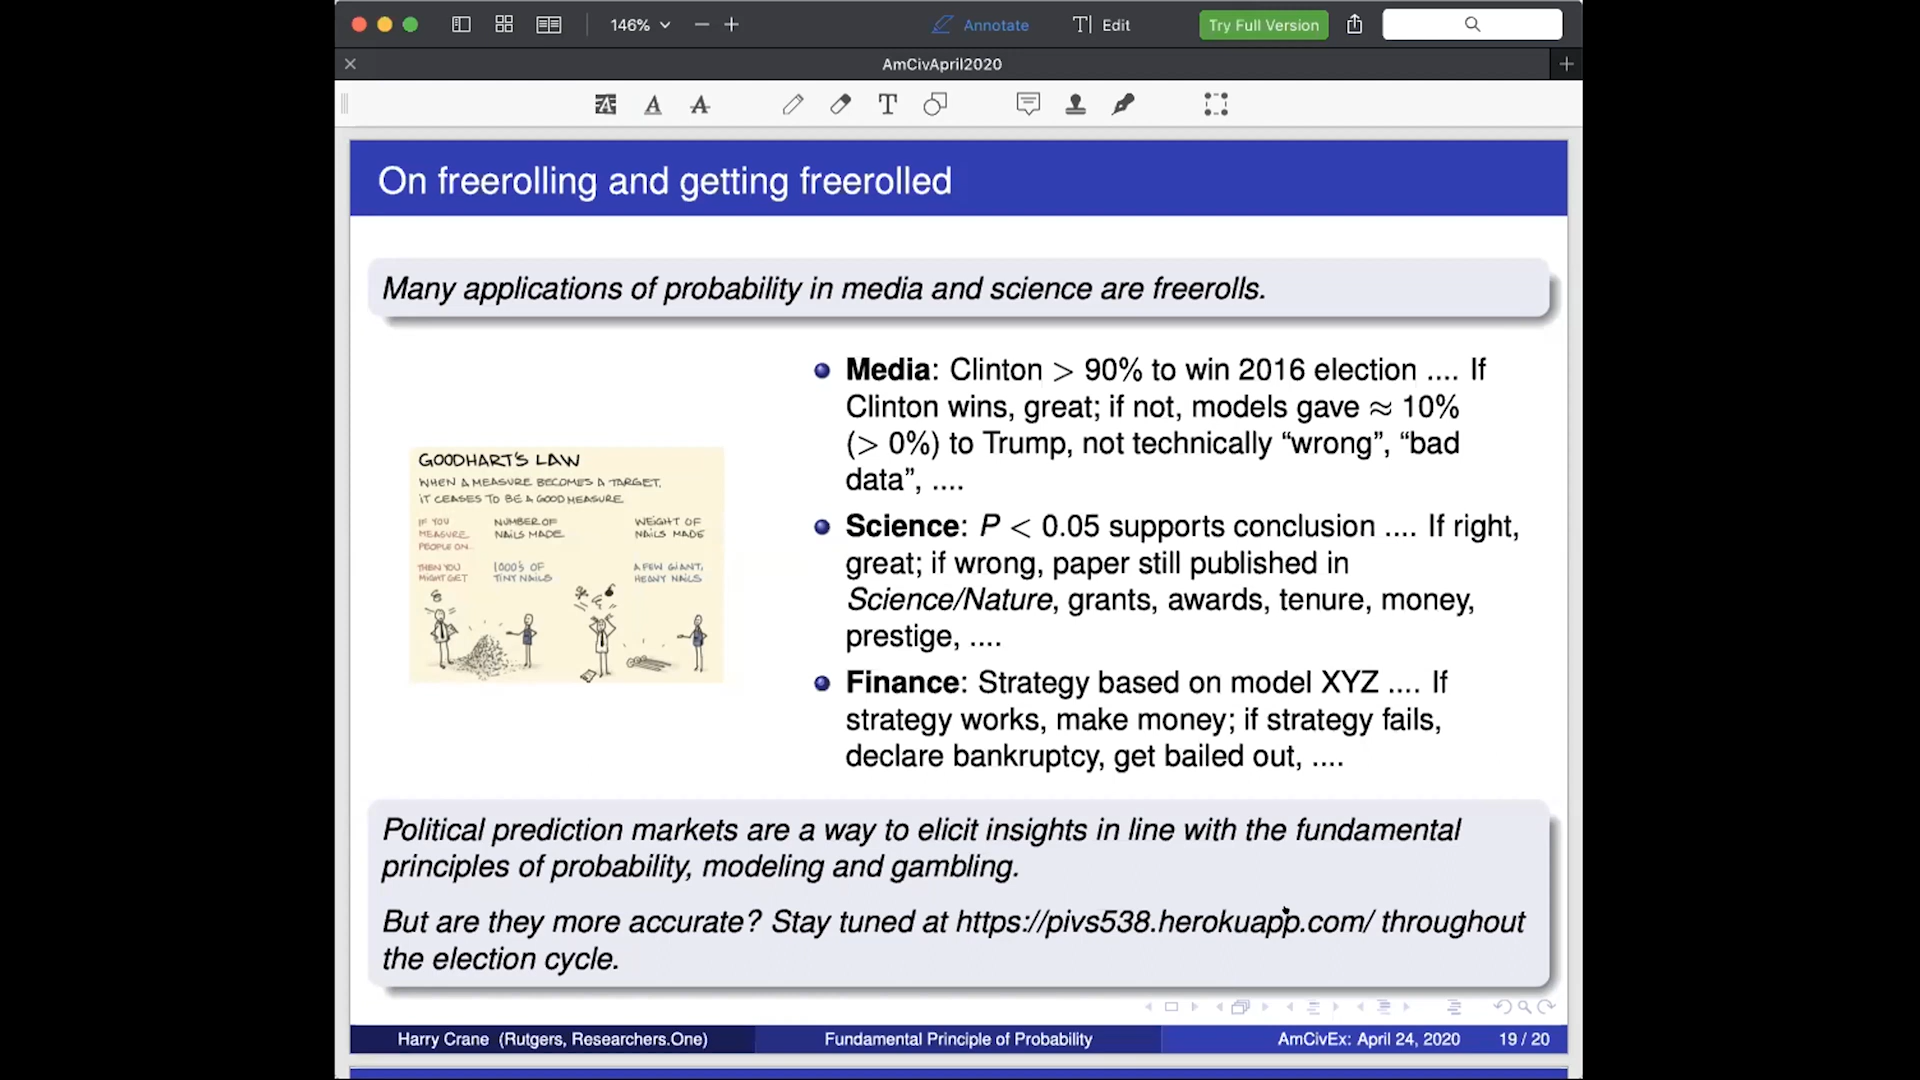 146%
Annotate
Edit
Try Full Version
AmCivApril2020
On freerolling and getting freerolled
Many applications of probability in media and science are freerolls.
GOODHART'S LAW
WHEN A MEASURE BECOMES A TARGET,
IT CEASES TO BE A GOOD MEASURE
IF YOU MEASURE PEOPLE ON...
NUMBER OF NAILS MADE
WEIGHT OF NAILS MADE
THEN YOU MIGHT GET
1000'S OF TINY NAILS
A FEW GIANT, HEAVY NAILS
Media: Clinton > 90% to win 2016 election .... If
Clinton wins, great; if not, models gave ≈ 10%
(> 0%) to Trump, not technically “wrong”, “bad
data”, ....
Science: P < 0.05 supports conclusion .... If right,
great; if wrong, paper still published in
Science/Nature, grants, awards, tenure, money,
prestige, ....
Finance: Strategy based on model XYZ .... If
strategy works, make money; if strategy fails,
declare bankruptcy, get bailed out, ....
Political prediction markets are a way to elicit insights in line with the fundamental
principles of probability, modeling and gambling.
But are they more accurate? Stay tuned at https://pivs538.herokuapp.com/ throughout
the election cycle.
Harry Crane (Rutgers, Researchers.One)
Fundamental Principle of Probability
AmCivEx: April 24, 2020
19 / 20